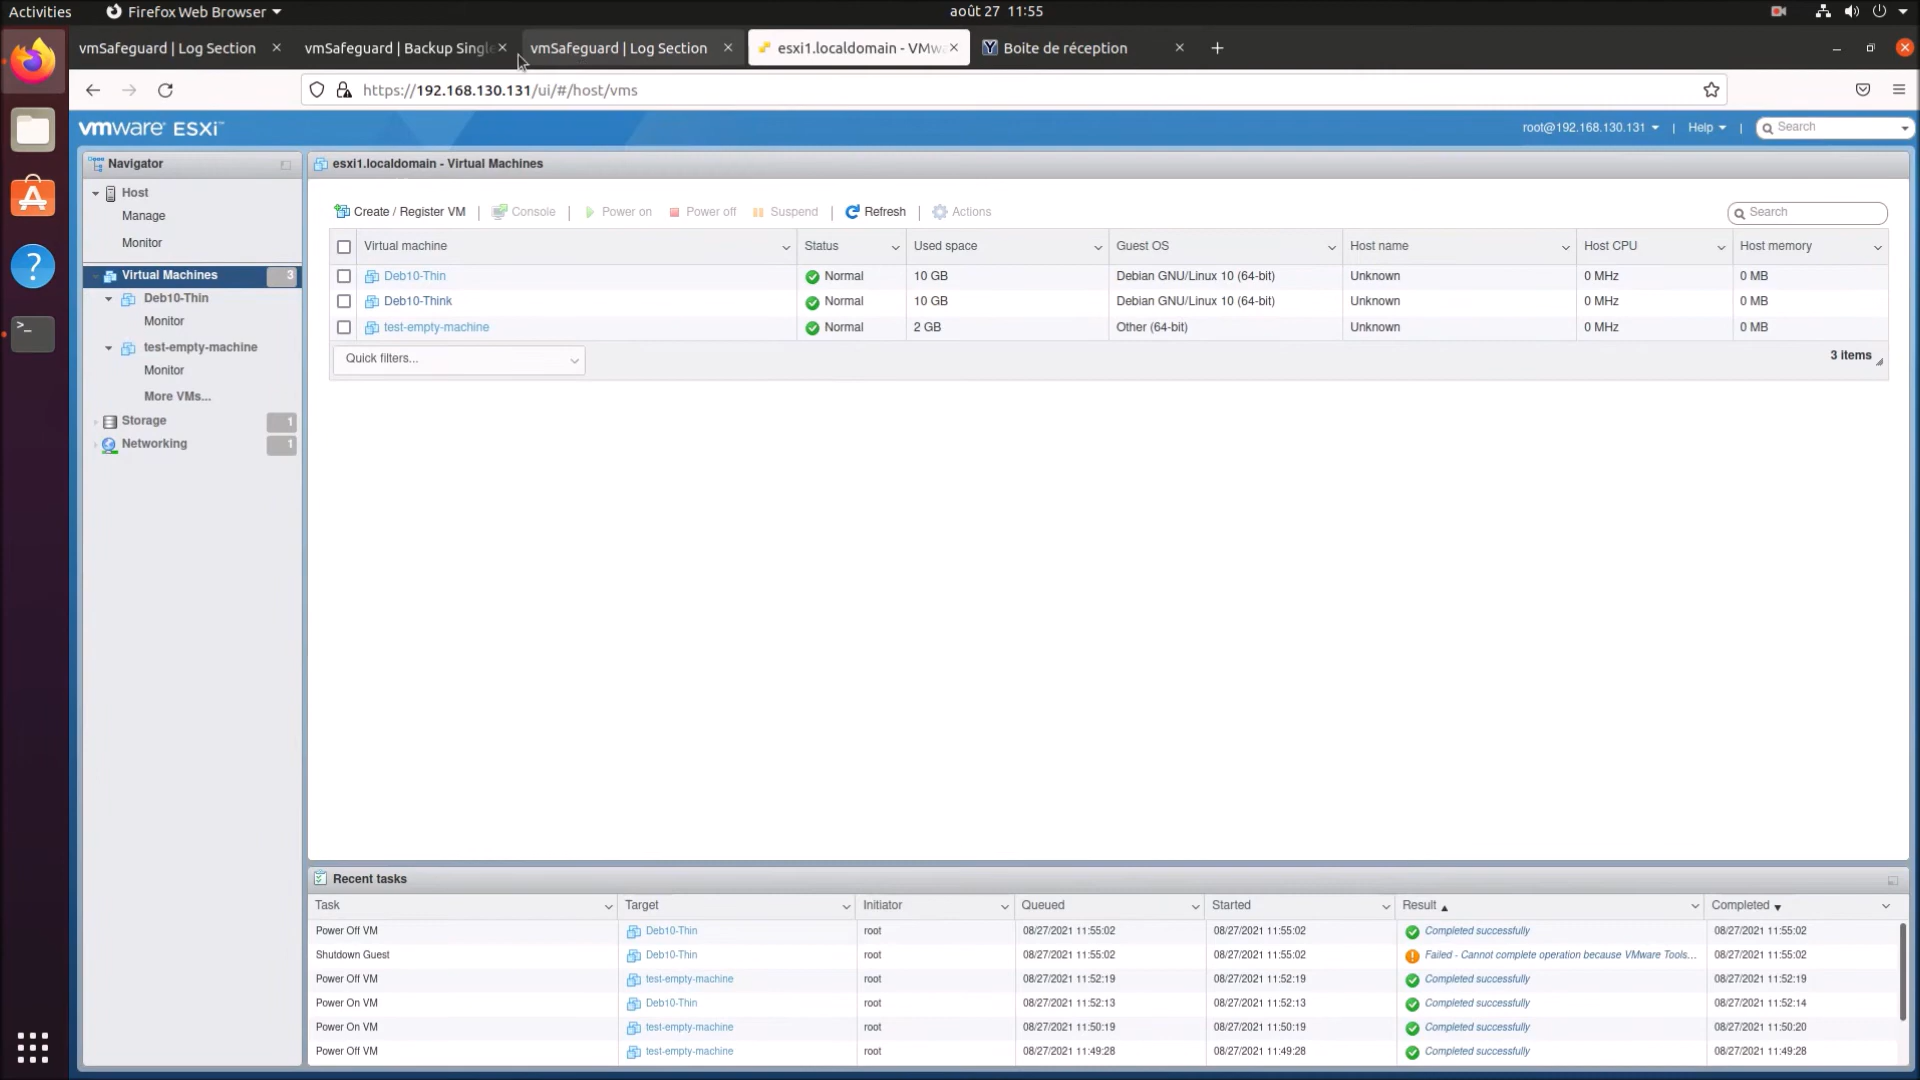 Activities Firefox Web Browser août 27 11:55
vmSafeguard | Log Section vmSafeguard | Backup Single vmSafeguard | Log Section esxi1.localdomain - VMwa Boite de réception
https://192.168.130.131/ui/#/host/vms
vmware ESXi™ root@192.168.130.131 | Help | Search
Navigator
Host
Manage
Monitor
Virtual Machines 3
Deb10-Thin
Monitor
test-empty-machine
Monitor
More VMs...
Storage 1
Networking 1
esxi1.localdomain - Virtual Machines
Create / Register VM | Console | Power on Power off Suspend | Refresh | Actions Search
Virtual machine Status Used space Guest OS Host name Host CPU Host memory
Deb10-Thin Normal 10 GB Debian GNU/Linux 10 (64-bit) Unknown 0 MHz 0 MB
Deb10-Think Normal 10 GB Debian GNU/Linux 10 (64-bit) Unknown 0 MHz 0 MB
test-empty-machine Normal 2 GB Other (64-bit) Unknown 0 MHz 0 MB
Quick filters... 3 items
Recent tasks
Task Target Initiator Queued Started Result Completed
Power Off VM Deb10-Thin root 08/27/2021 11:55:02 08/27/2021 11:55:02 Completed successfully 08/27/2021 11:55:02
Shutdown Guest Deb10-Thin root 08/27/2021 11:55:02 08/27/2021 11:55:02 Failed - Cannot complete operation because VMware Tools... 08/27/2021 11:55:02
Power Off VM test-empty-machine root 08/27/2021 11:52:19 08/27/2021 11:52:19 Completed successfully 08/27/2021 11:52:19
Power On VM Deb10-Thin root 08/27/2021 11:52:13 08/27/2021 11:52:13 Completed successfully 08/27/2021 11:52:14
Power On VM test-empty-machine root 08/27/2021 11:50:19 08/27/2021 11:50:19 Completed successfully 08/27/2021 11:50:20
Power Off VM test-empty-machine root 08/27/2021 11:49:28 08/27/2021 11:49:28 Completed successfully 08/27/2021 11:49:28